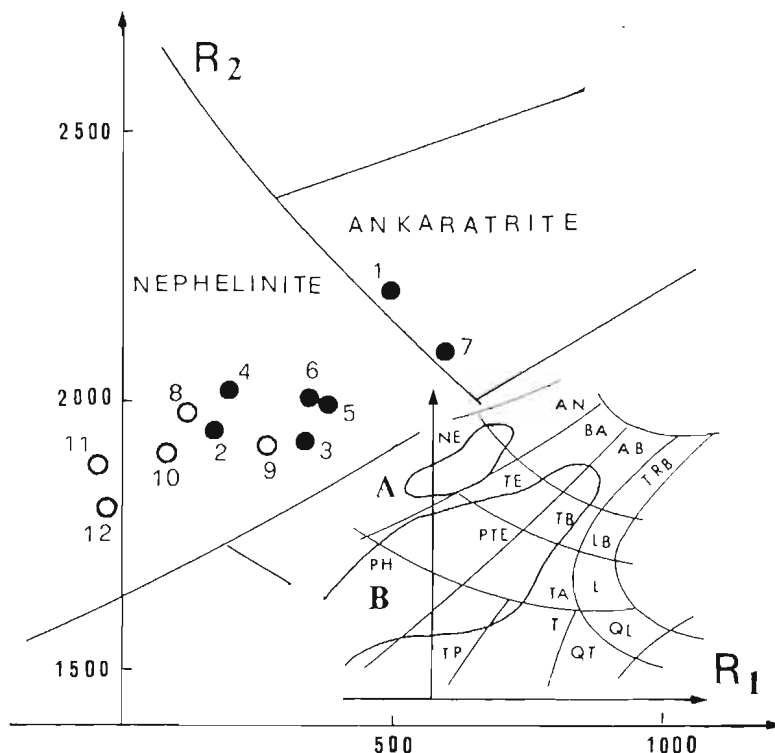 R2
2500
ANKARATRITE
1
NEPHELINITE
7
6
4
2000
8
5
AN
11
NE
BA
AB
2
3
TRB
10
9
A
TE
12
TB
PTE
LB
PH
B
TA
L
T
QL
TP
QT
1500
R1
500
1000